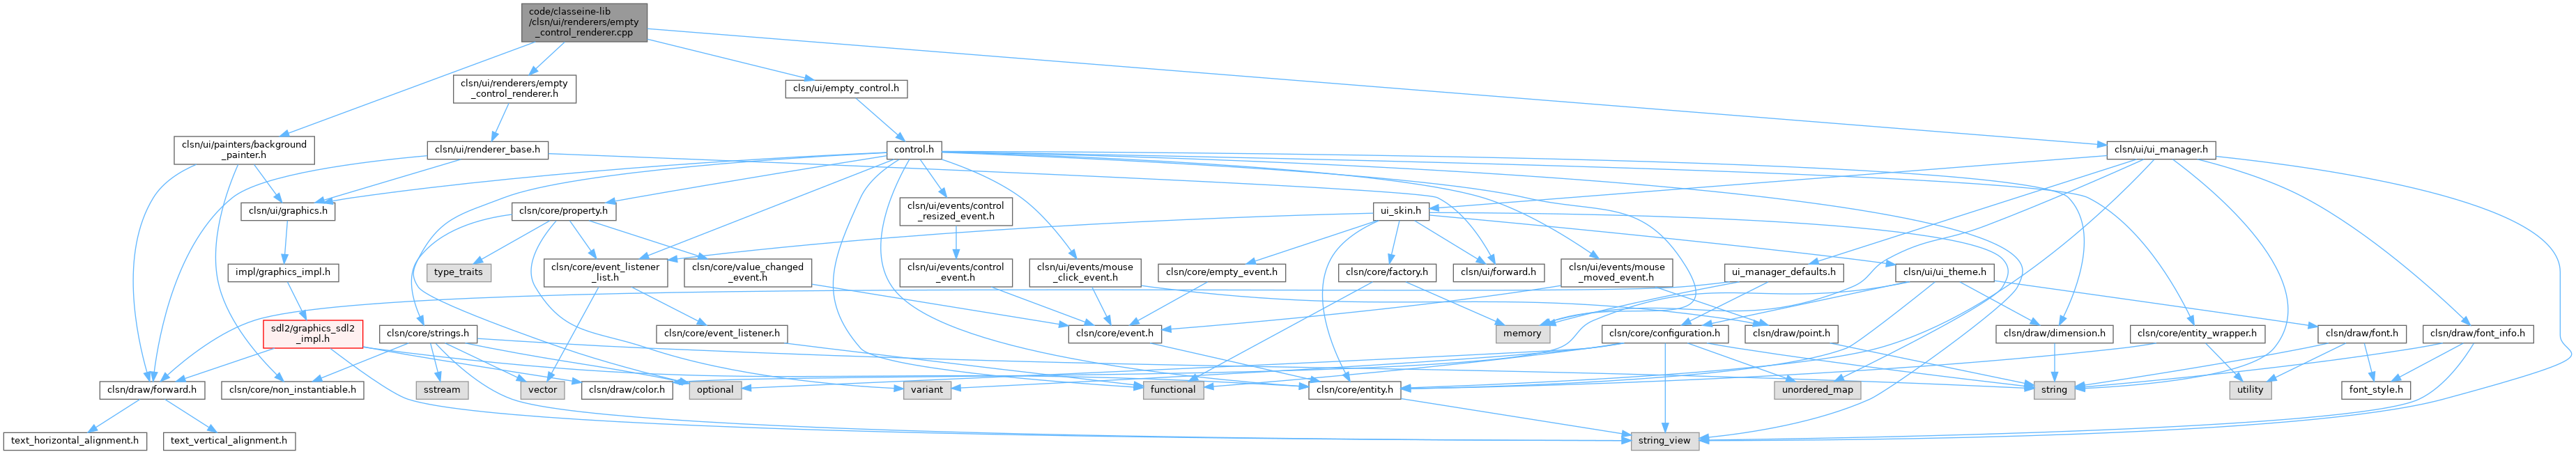 code/classeine-lib
/clsn/ui/renderers/empty
_control_renderer.cpp
clsn/ui/renderers/empty
_control_renderer.h
clsn/ui/empty_control.h
clsn/ui/painters/background
_painter.h
clsn/ui/renderer_base.h
control.h
clsn/ui/ui_manager.h
clsn/ui/graphics.h
clsn/core/property.h
clsn/ui/events/control
_resized_event.h
ui_skin.h
impl/graphics_impl.h
type_traits
clsn/core/event_listener
_list.h
clsn/core/value_changed
_event.h
clsn/ui/events/control
_event.h
clsn/ui/events/mouse
_click_event.h
clsn/core/empty_event.h
clsn/core/factory.h
clsn/ui/forward.h
clsn/ui/events/mouse
_moved_event.h
ui_manager_defaults.h
clsn/ui/ui_theme.h
sdl2/graphics_sdl2
_impl.h
clsn/core/strings.h
clsn/core/event_listener.h
clsn/core/event.h
memory
clsn/core/configuration.h
clsn/draw/point.h
clsn/draw/dimension.h
clsn/core/entity_wrapper.h
clsn/draw/font.h
clsn/draw/font_info.h
clsn/draw/forward.h
clsn/core/non_instantiable.h
sstream
vector
clsn/draw/color.h
optional
variant
functional
clsn/core/entity.h
unordered_map
string
utility
font_style.h
text_horizontal_alignment.h
text_vertical_alignment.h
string_view